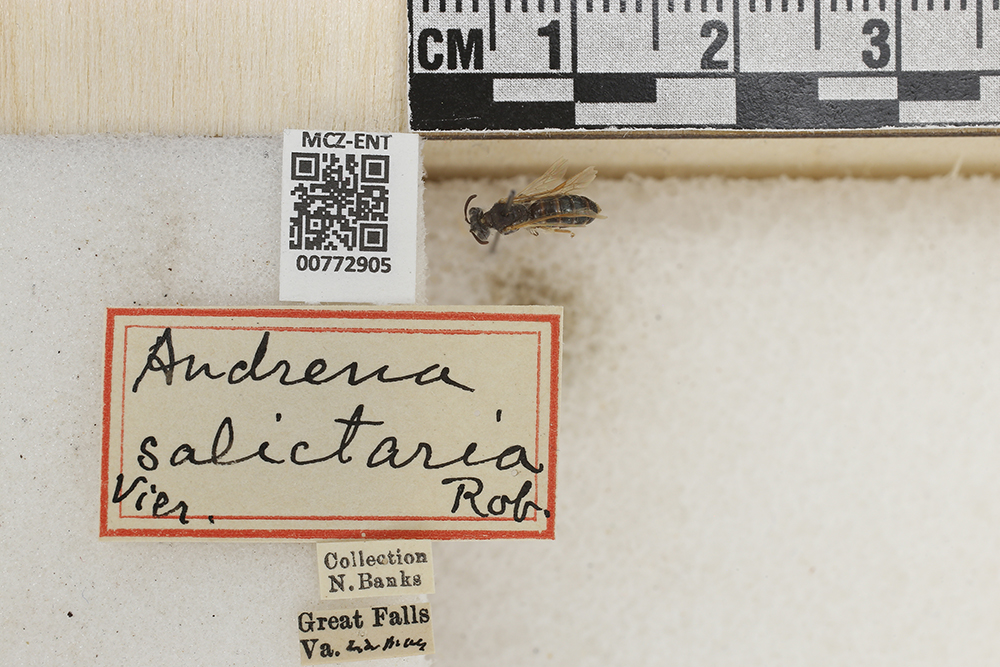 CM 1 2 3
MCZ-ENT
00772905
Andrena
salictaria
Vier. Rob.
Collection
N. Banks
Great Falls
Va.